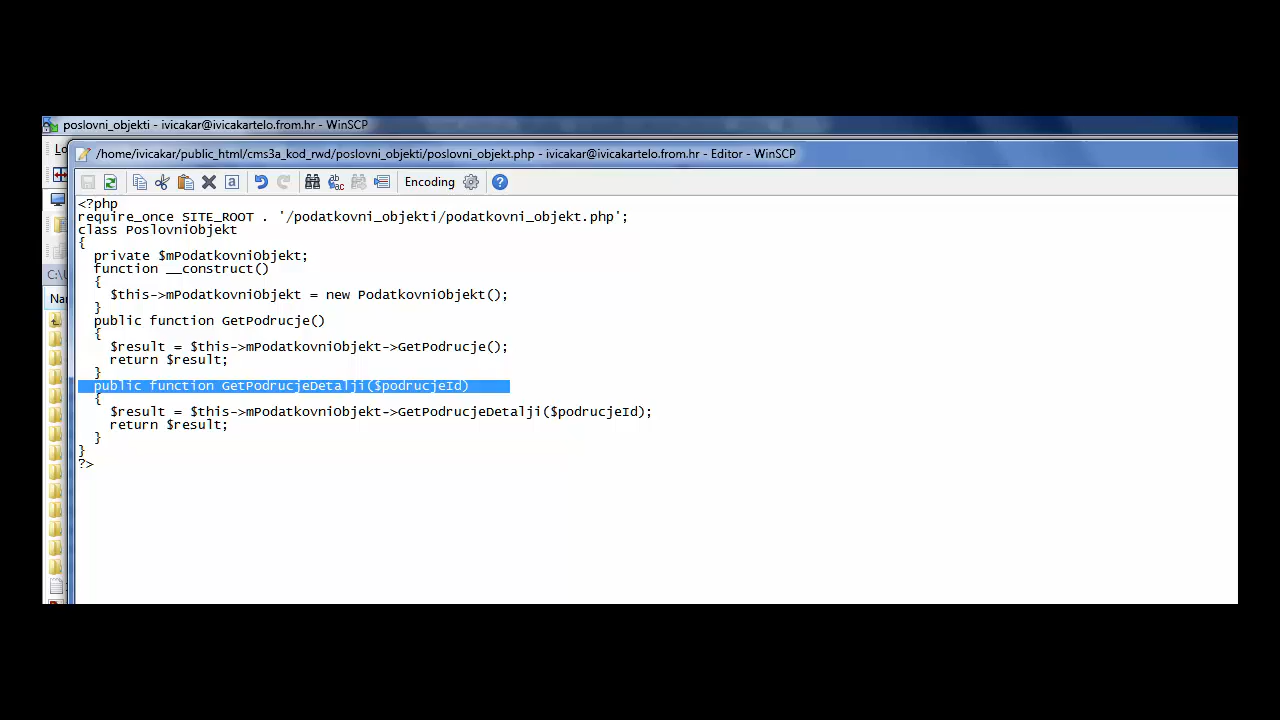 poslovni_objekti - ivicakar@ivicakartelo.from.hr - WinSCP
/home/ivicakar/public_html/cms3a_kod_rwd/poslovni_objekti/poslovni_objekt.php - ivicakar@ivicakartelo.from.hr - Editor - WinSCP
Encoding
<?php
require_once SITE_ROOT . '/podatkovni_objekti/podatkovni_objekt.php';
class PoslovniObjekt
{
  private $mPodatkovniObjekt;
  function __construct()
  {
    $this->mPodatkovniObjekt = new PodatkovniObjekt();
  }
  public function GetPodrucje()
  {
    $result = $this->mPodatkovniObjekt->GetPodrucje();
    return $result;
  }
  public function GetPodrucjeDetalji($podrucjeId)
  {
    $result = $this->mPodatkovniObjekt->GetPodrucjeDetalji($podrucjeId);
    return $result;
  }
}
?>